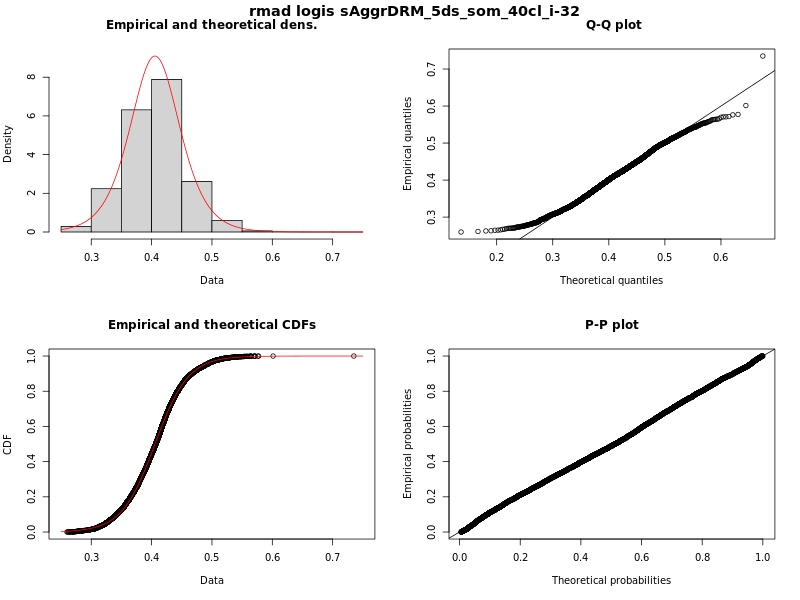 rmad logis sAggrDRM_5ds_som_40cl_i-32
Empirical and theoretical dens.
Density
0 2 4 6 8
0.3 0.4 0.5 0.6 0.7
Data
Q-Q plot
Empirical quantiles
0.3 0.4 0.5 0.6 0.7
0.2 0.3 0.4 0.5 0.6
Theoretical quantiles
Empirical and theoretical CDFs
CDF
0.0 0.2 0.4 0.6 0.8 1.0
0.3 0.4 0.5 0.6 0.7
Data
P-P plot
Empirical probabilities
0.0 0.2 0.4 0.6 0.8 1.0
0.0 0.2 0.4 0.6 0.8 1.0
Theoretical probabilities